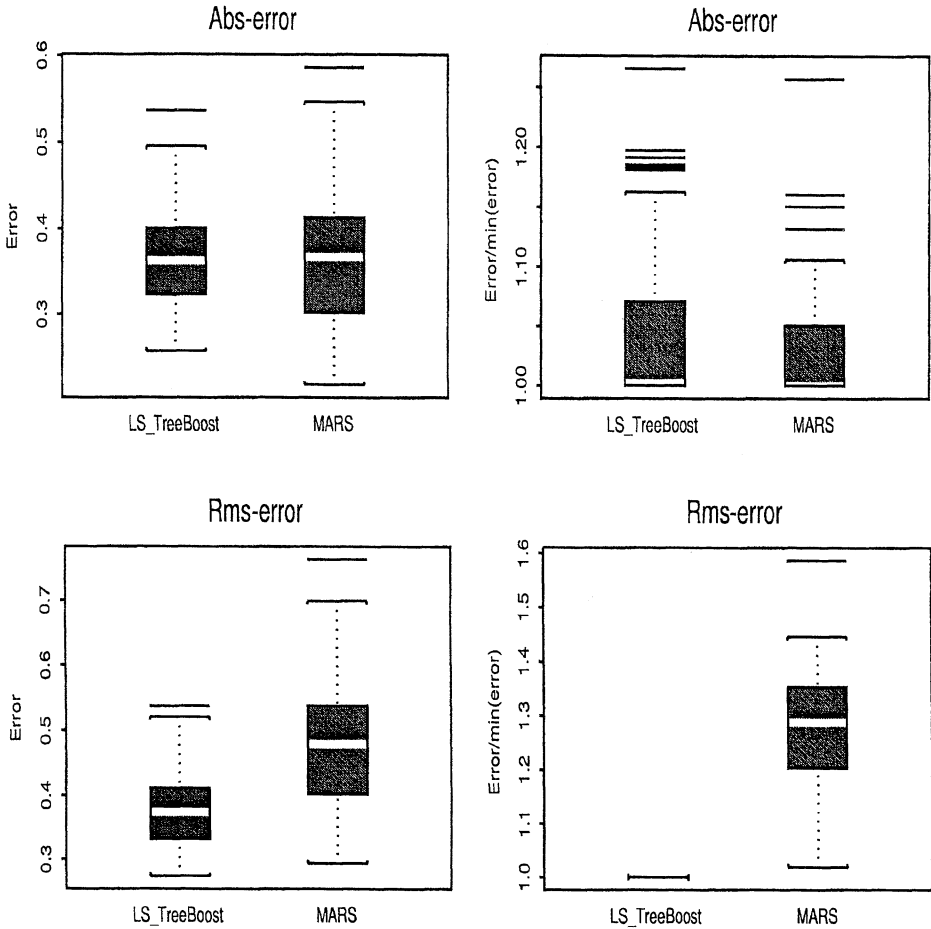 Abs-error
Error
0.6
0.5
0.4
0.3
LS_TreeBoost
MARS
Abs-error
Error/min(error)
1.20
1.10
1.00
LS_TreeBoost
MARS
Rms-error
Error
0.7
0.6
0.5
0.4
0.3
LS_TreeBoost
MARS
Rms-error
Error/min(error)
1.6
1.5
1.4
1.3
1.2
1.1
1.0
LS_TreeBoost
MARS